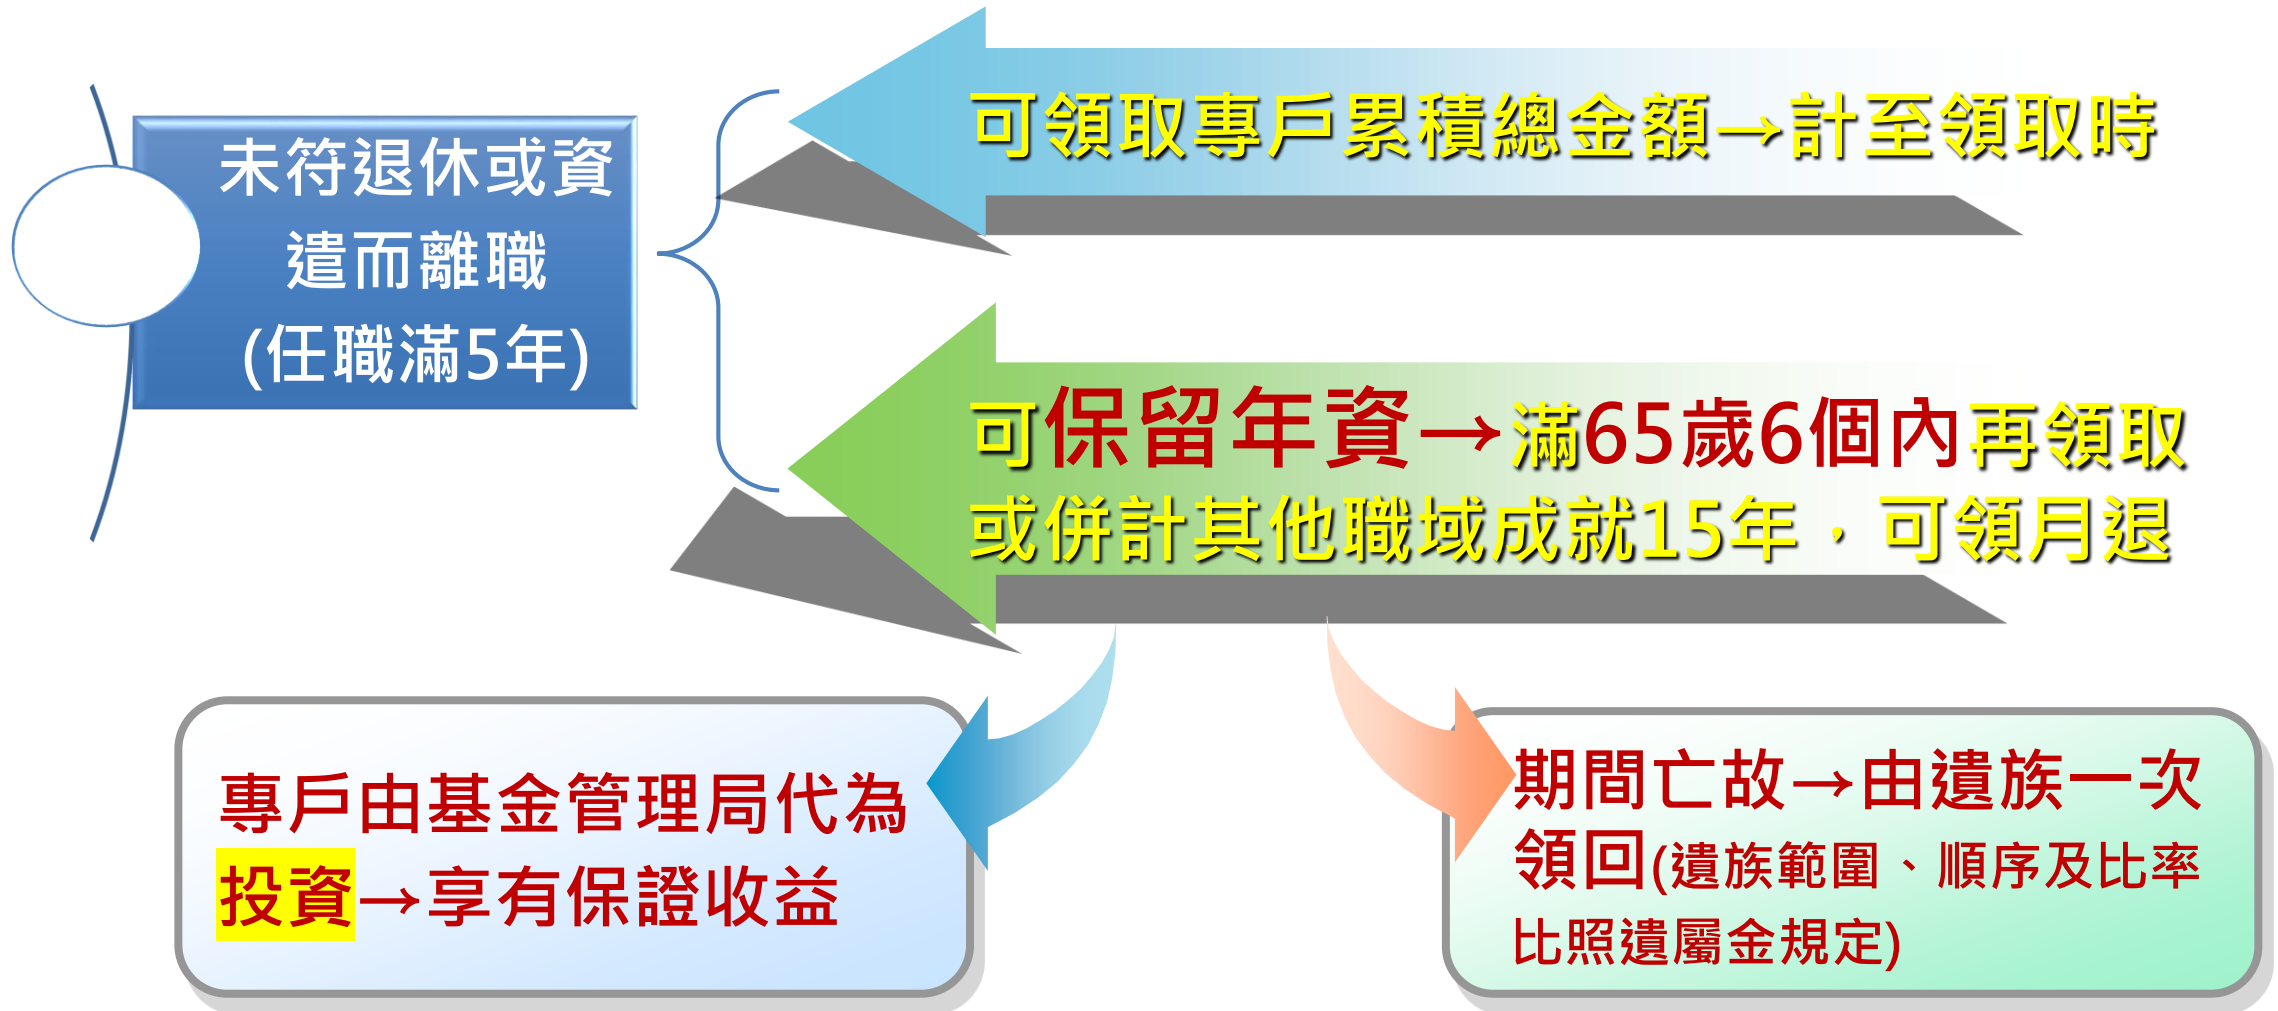 未符退休或資
遣而離職
(任職滿5年)
可領取專戶累積總金額→計至領取時
可保留年資→滿65歲6個內再領取
或併計其他職域成就15年，可領月退
專戶由基金管理局代為
投資→享有保證收益
期間亡故→由遺族一次
領回(遺族範圍、順序及比率
比照遺屬金規定)